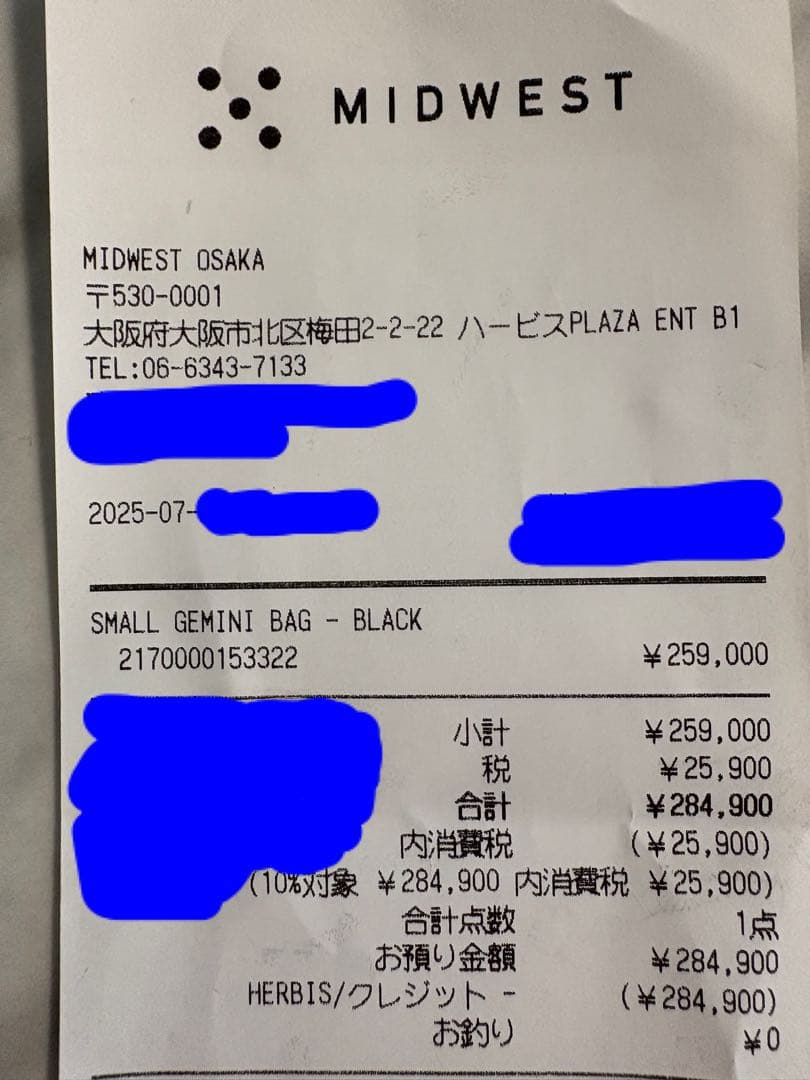 MIDWEST
MIDWEST OSAKA
〒530-0001
大阪府大阪市北区梅田2-2-22 ハービスPLAZA ENT B1
TEL:06-6343-7133
2025-07-
SMALL GEMINI BAG - BLACK
2170000153322 ¥259,000
小計 ¥259,000
税 ¥25,900
合計 ¥284,900
内消費税 (¥25,900)
(10%対象 ¥284,900 内消費税 ¥25,900)
合計点数 1点
お預り金額 ¥284,900
HERBIS/クレジット - (¥284,900)
お釣り ¥0